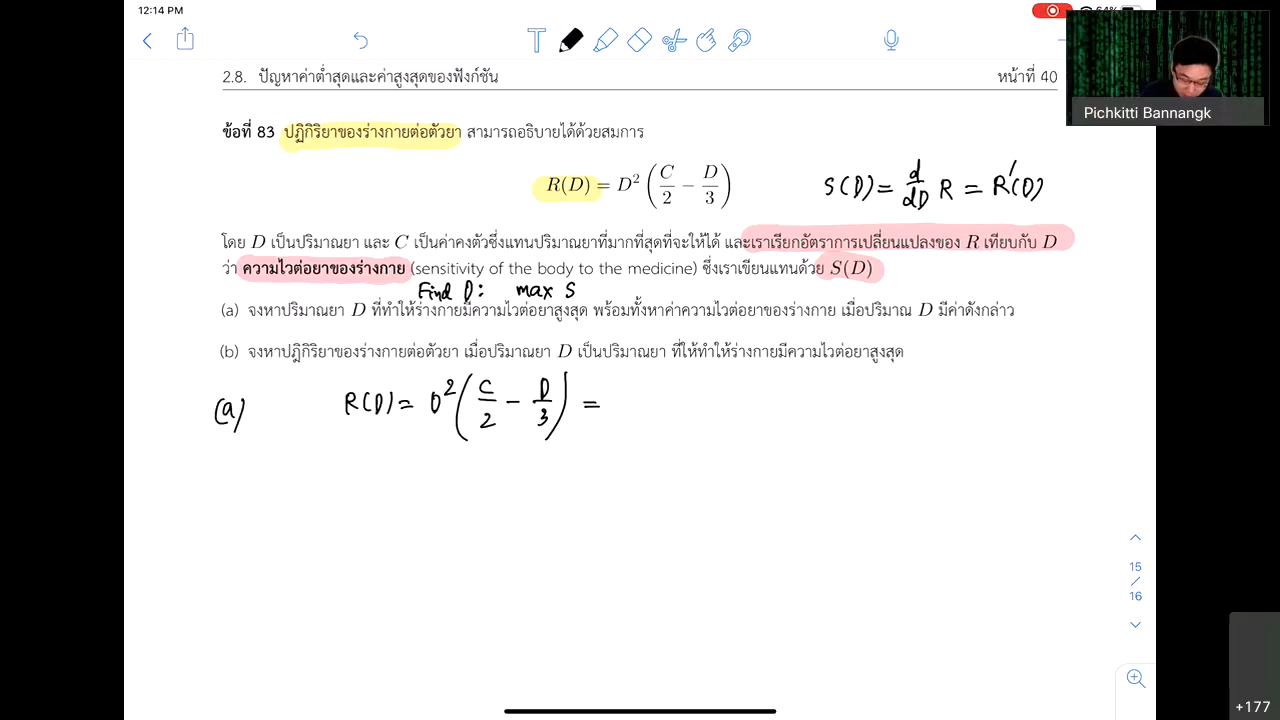 12:14 PM
64%
Pichkitti Bannangk
2.8. ปัญหาค่าต่ำสุดและค่าสูงสุดของฟังก์ชัน หน้าที่ 40
ข้อที่ 83 ปฏิกิริยาของร่างกายต่อตัวยา สามารถอธิบายได้ด้วยสมการ
R(D) = D² (C/2 − D/3) S(D) = d/dD R = R'(D)
โดย D เป็นปริมาณยา และ C เป็นค่าคงตัวซึ่งแทนปริมาณยาที่มากที่สุดที่จะให้ได้ และเราเรียกอัตราการเปลี่ยนแปลงของ R เทียบกับ D
ว่า ความไวต่อยาของร่างกาย (sensitivity of the body to the medicine) ซึ่งเราเขียนแทนด้วย S(D)
Find D: max S
(a) จงหาปริมาณยา D ที่ทำให้ร่างกายมีความไวต่อยาสูงสุด พร้อมทั้งหาค่าความไวต่อยาของร่างกาย เมื่อปริมาณ D มีค่าดังกล่าว
(b) จงหาปฏิกิริยาของร่างกายต่อตัวยา เมื่อปริมาณยา D เป็นปริมาณยา ที่ให้ทำให้ร่างกายมีความไวต่อยาสูงสุด
(a) R(D) = D² (C/2 − D/3) =
15
/
16
+177